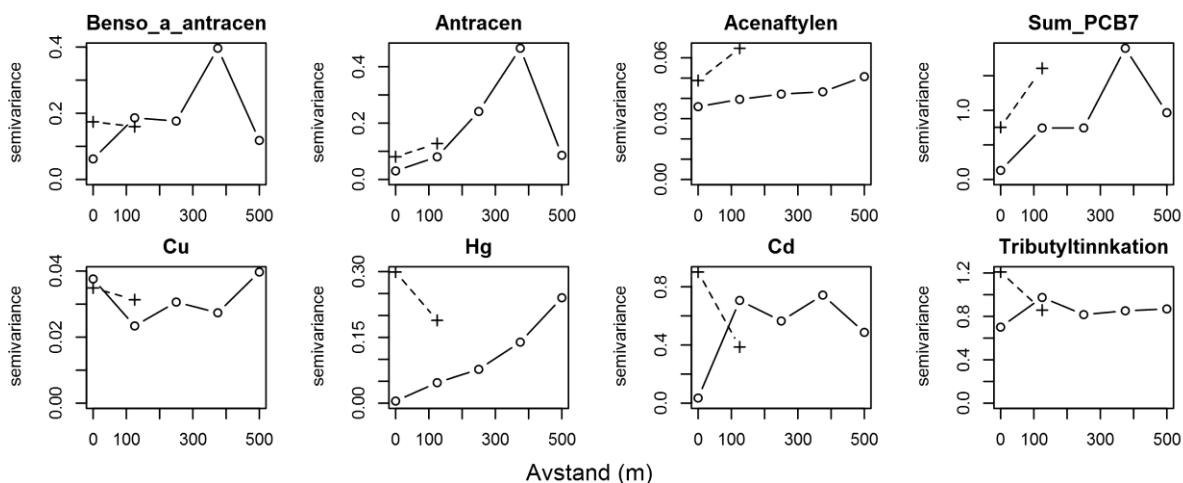 Benso_a_antracen
semivariance
0.0 0.2 0.4
0 100 300 500
Antracen
semivariance
0.0 0.2 0.4
0 100 300 500
Acenaftylen
semivariance
0.00 0.03 0.06
0 100 300 500
Sum_PCB7
semivariance
0.0 1.0
0 100 300 500
Cu
semivariance
0.00 0.02 0.04
0 100 300 500
Hg
semivariance
0.00 0.15 0.30
0 100 300 500
Cd
semivariance
0.0 0.4 0.8
0 100 300 500
Tributyltinnkation
semivariance
0.0 0.4 0.8 1.2
0 100 300 500
Avstand (m)